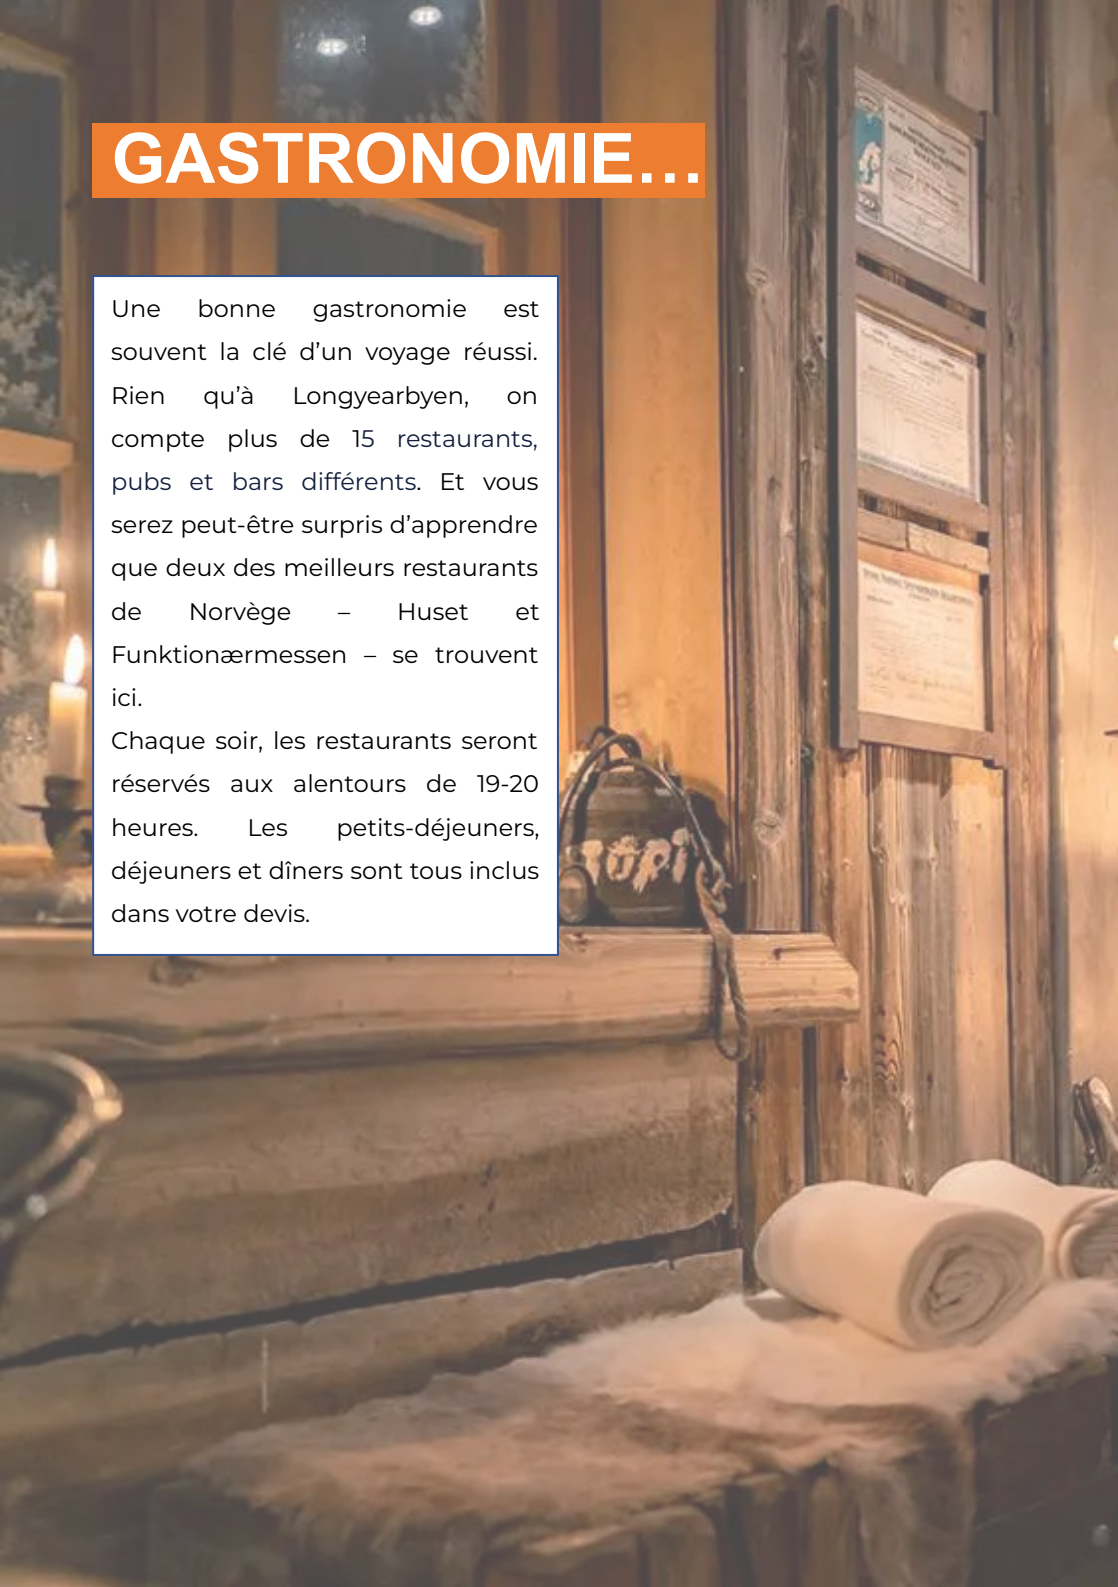 GASTRONOMIE...
Une bonne gastronomie est
souvent la clé d’un voyage réussi.
Rien qu’à Longyearbyen, on
compte plus de 15 restaurants,
pubs et bars différents. Et vous
serez peut-être surpris d’apprendre
que deux des meilleurs restaurants
de Norvège – Huset et
Funktionærmessen – se trouvent
ici.
Chaque soir, les restaurants seront
réservés aux alentours de 19-20
heures. Les petits-déjeuners,
déjeuners et dîners sont tous inclus
dans votre devis.